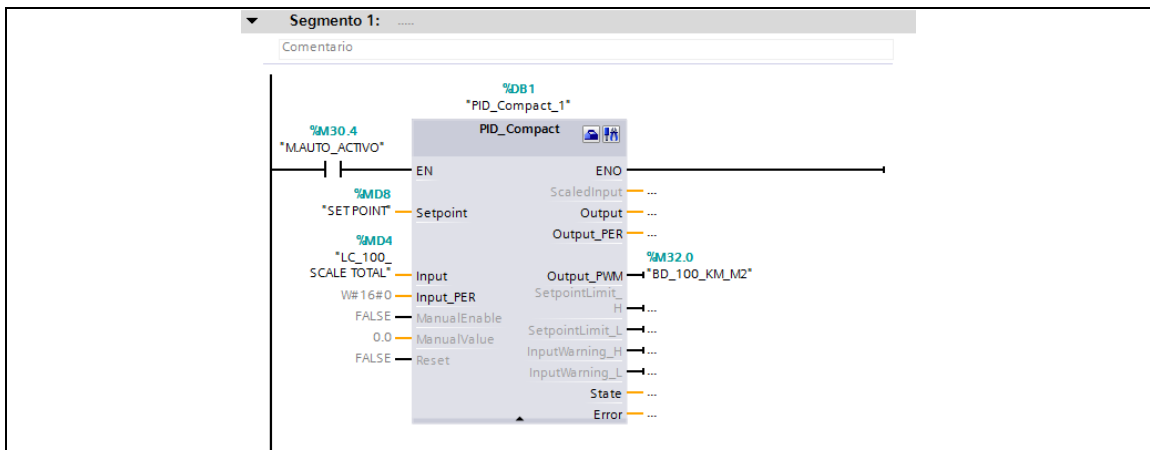 Segmento 1: .....
Comentario
%DB1
"PID_Compact_1"
%M30.4
"M.AUTO_ACTIVO"
PID_Compact
EN
ENO
%MD8
"SETPOINT"
Setpoint
ScaledInput ...
Output ...
Output_PER ...
%MD4
"LC_100_
SCALE TOTAL"
Input
%M32.0
Output_PWM "BD_100_KM_M2"
W#16#0 Input_PER
SetpointLimit_
H ...
FALSE ManualEnable
SetpointLimit_L ...
0.0 ManualValue
InputWarning_H ...
FALSE Reset
InputWarning_L ...
State ...
Error ...